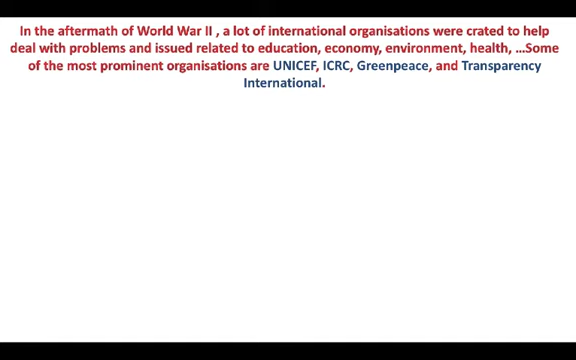 In the aftermath of World War II , a lot of international organisations were crated to help
deal with problems and issued related to education, economy, environment, health, …Some
of the most prominent organisations are UNICEF, ICRC, Greenpeace, and Transparency
International.